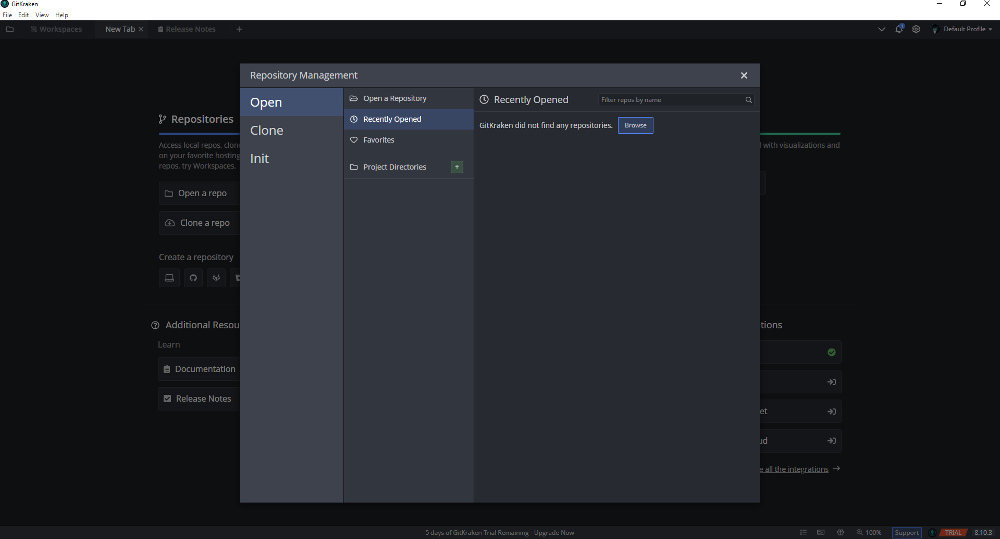 GitKraken
File Edit View Help
Workspaces New Tab Release Notes
1 Default Profile
Repository Management
Open
Clone
Init
Open a Repository
Recently Opened
Favorites
Project Directories
Recently Opened Filter repos by name
GitKraken did not find any repositories. Browse
Repositories
Access local repos, clone
on your favorite hosting
repos, try Workspaces.
Open a repo
Clone a repo
Create a repository
with visualizations and
Additional Resou
Learn
Documentation
Release Notes
tions
et
ud
e all the integrations
5 days of GitKraken Trial Remaining - Upgrade Now
100% Support TRIAL 8.10.3